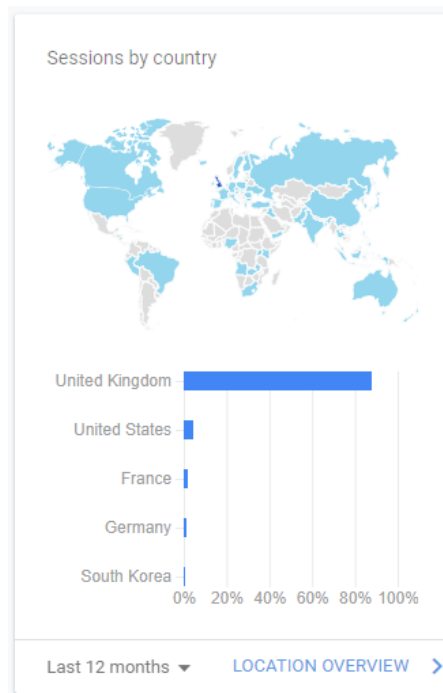 Sessions by country
United Kingdom
United States
France
Germany
South Korea
0% 20% 40% 60% 80% 100%
Last 12 months LOCATION OVERVIEW